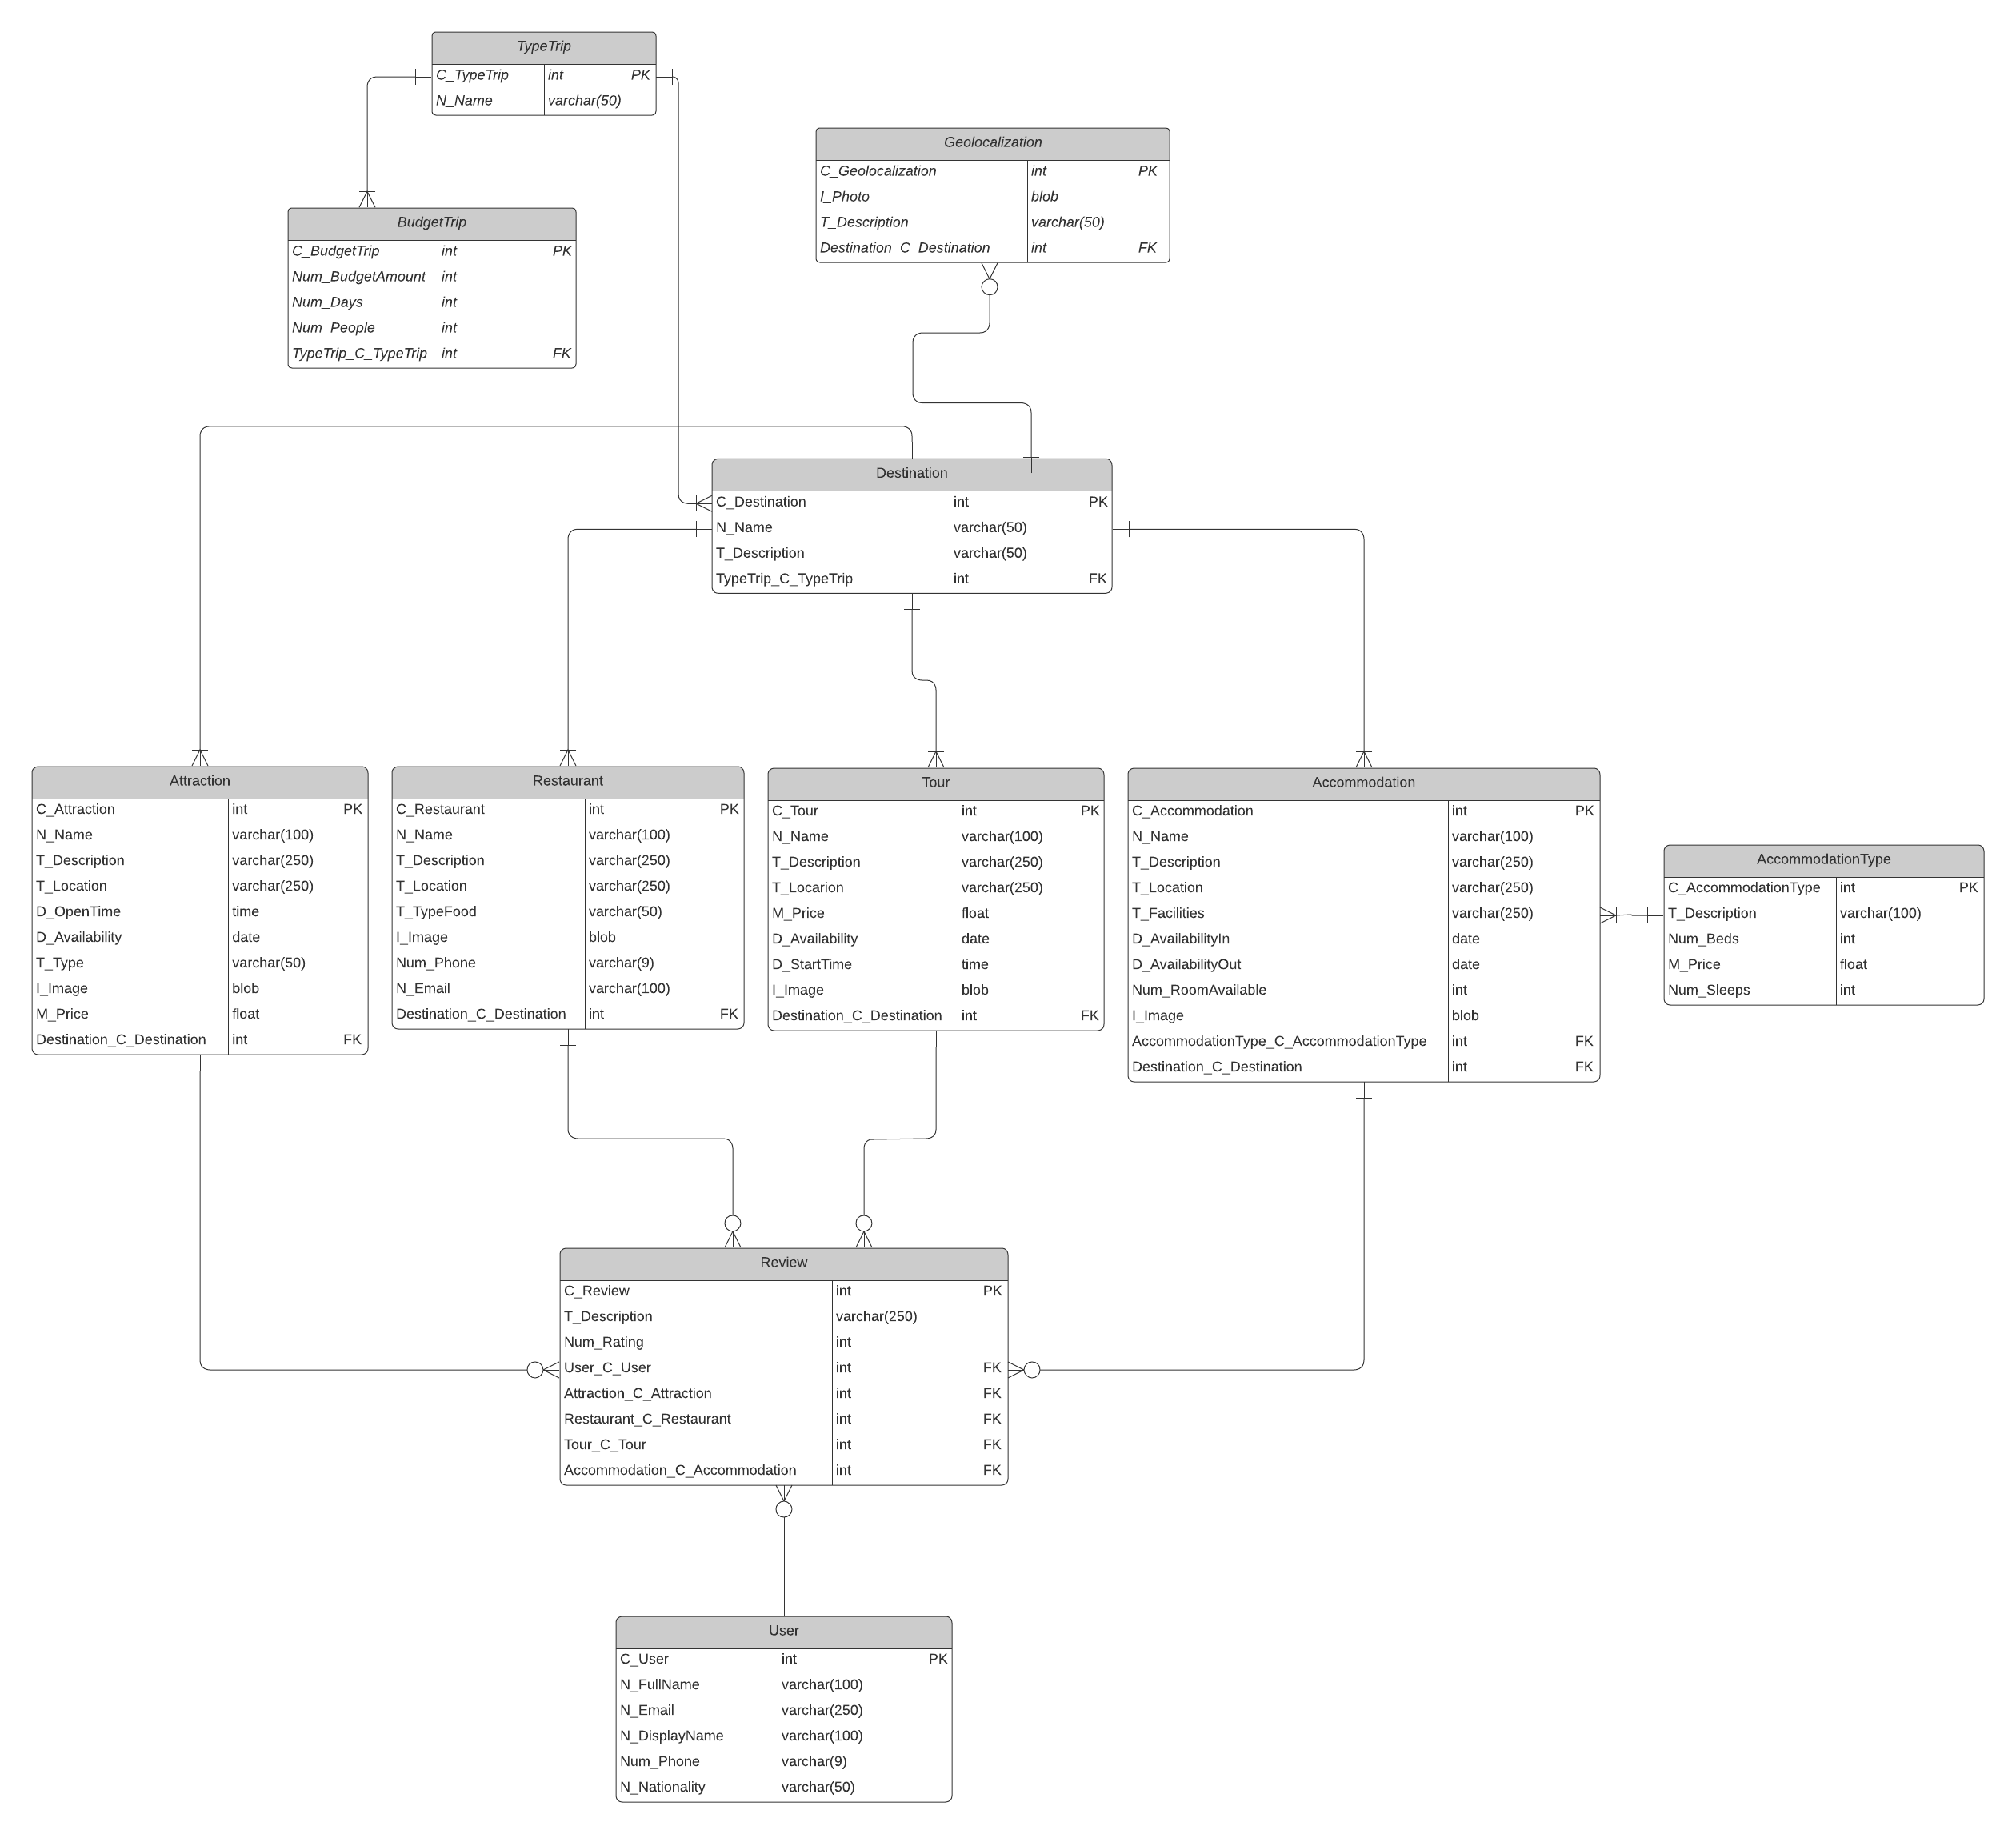 TypeTrip
C_TypeTrip int PK
N_Name varchar(50)
Geolocalization
C_Geolocalization int PK
I_Photo blob
T_Description varchar(50)
Destination_C_Destination int FK
BudgetTrip
C_BudgetTrip int PK
Num_BudgetAmount int
Num_Days int
Num_People int
TypeTrip_C_TypeTrip int FK
Destination
C_Destination int PK
N_Name varchar(50)
T_Description varchar(50)
TypeTrip_C_TypeTrip int FK
Attraction
C_Attraction int PK
N_Name varchar(100)
T_Description varchar(250)
T_Location varchar(250)
D_OpenTime time
D_Availability date
T_Type varchar(50)
I_Image blob
M_Price float
Destination_C_Destination int FK
Restaurant
C_Restaurant int PK
N_Name varchar(100)
T_Description varchar(250)
T_Location varchar(250)
T_TypeFood varchar(50)
I_Image blob
Num_Phone varchar(9)
N_Email varchar(100)
Destination_C_Destination int FK
Tour
C_Tour int PK
N_Name varchar(100)
T_Description varchar(250)
T_Locarion varchar(250)
M_Price float
D_Availability date
D_StartTime time
I_Image blob
Destination_C_Destination int FK
Accommodation
C_Accommodation int PK
N_Name varchar(100)
T_Description varchar(250)
T_Location varchar(250)
T_Facilities varchar(250)
D_AvailabilityIn date
D_AvailabilityOut date
Num_RoomAvailable int
I_Image blob
AccommodationType_C_AccommodationType int FK
Destination_C_Destination int FK
AccommodationType
C_AccommodationType int PK
T_Description varchar(100)
Num_Beds int
M_Price float
Num_Sleeps int
Review
C_Review int PK
T_Description varchar(250)
Num_Rating int
User_C_User int FK
Attraction_C_Attraction int FK
Restaurant_C_Restaurant int FK
Tour_C_Tour int FK
Accommodation_C_Accommodation int FK
User
C_User int PK
N_FullName varchar(100)
N_Email varchar(250)
N_DisplayName varchar(100)
Num_Phone varchar(9)
N_Nationality varchar(50)